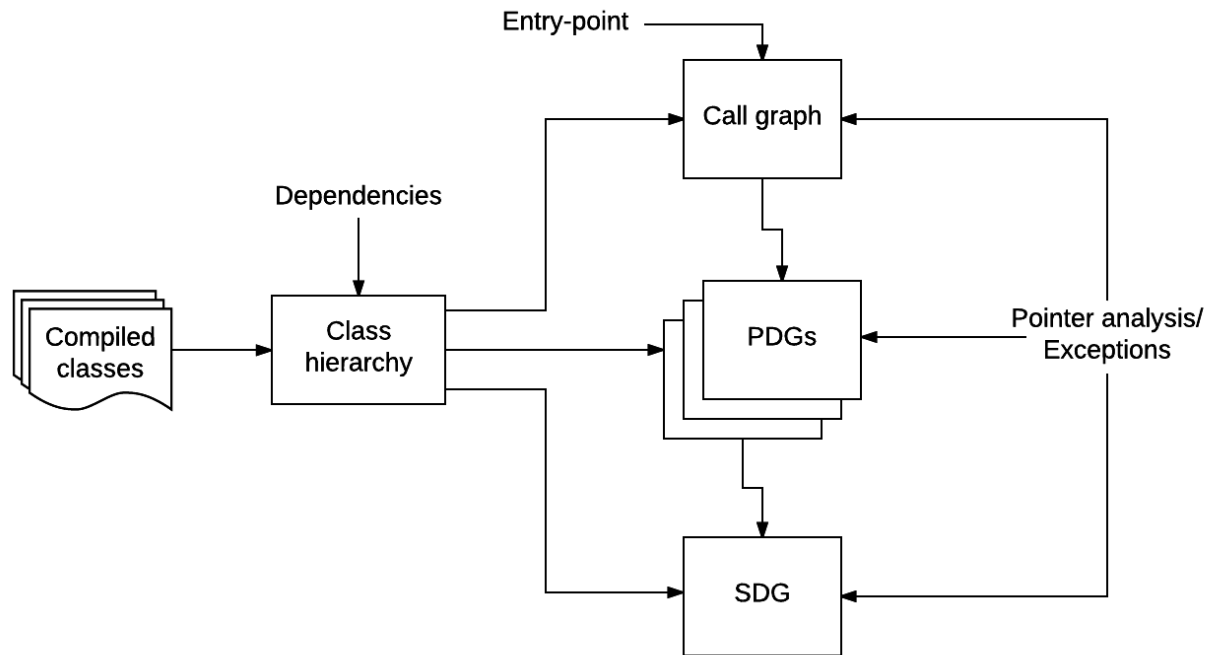 Entry-point
Call graph
Dependencies
Compiled
classes
Class
hierarchy
PDGs
Pointer analysis/
Exceptions
SDG